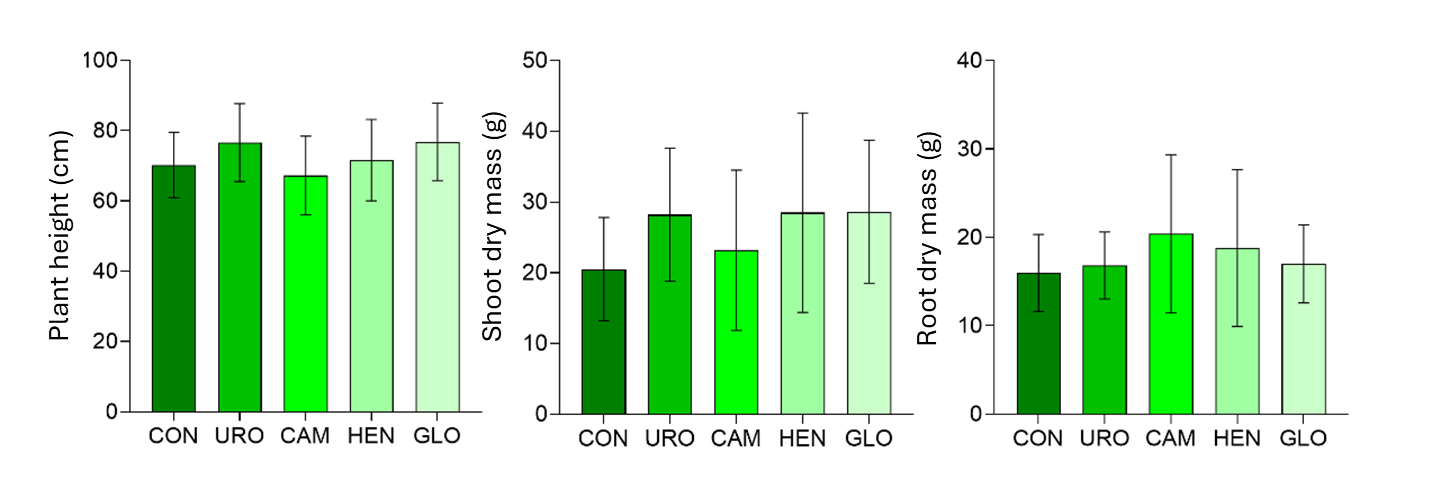 Plant height (cm)
100
80
60
40
20
0
CON URO CAM HEN GLO
Shoot dry mass (g)
50
40
30
20
10
0
CON URO CAM HEN GLO
Root dry mass (g)
40
30
20
10
0
CON URO CAM HEN GLO